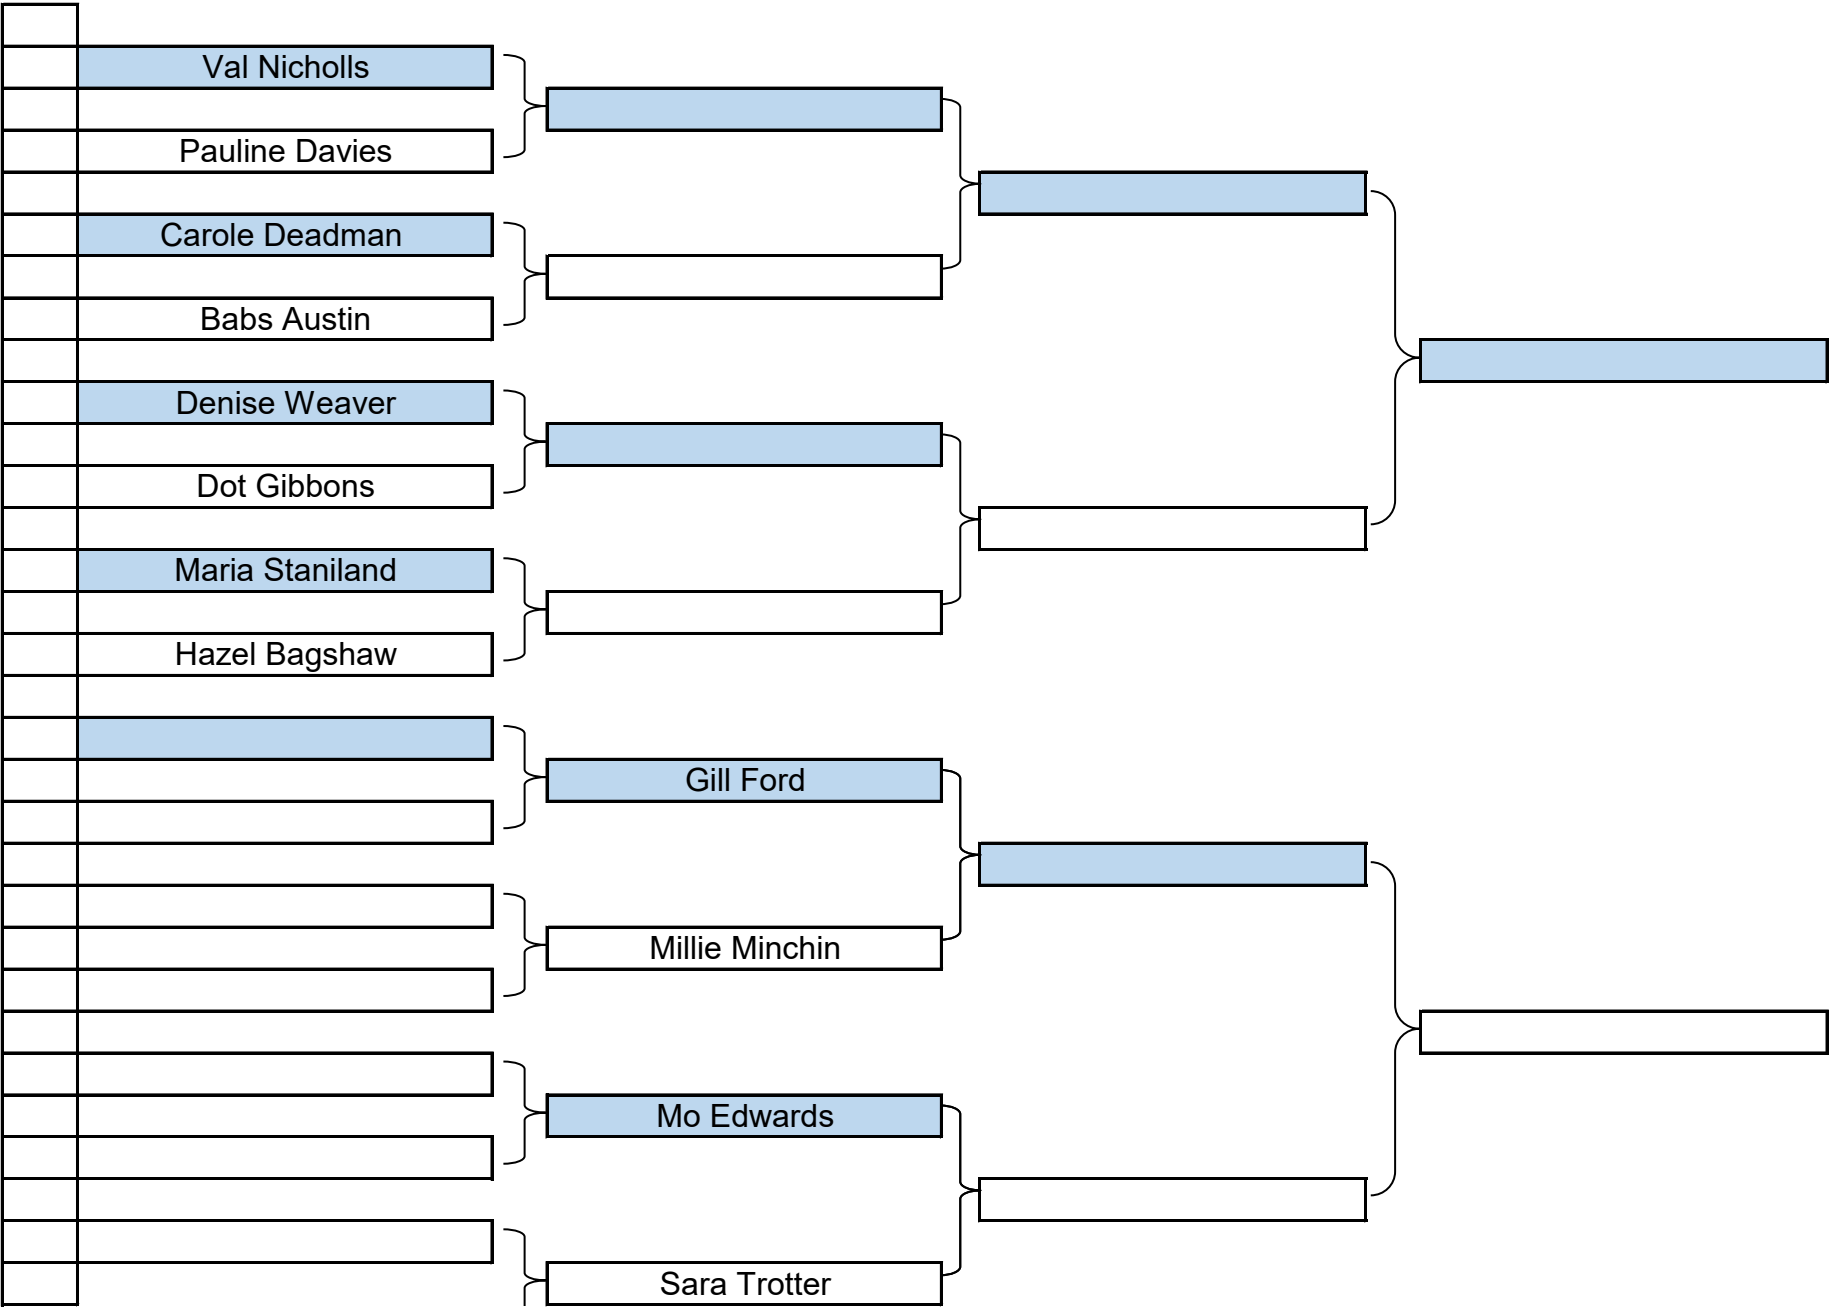 Val Nicholls
Pauline Davies
Carole Deadman
Babs Austin
Denise Weaver
Dot Gibbons
Maria Staniland
Hazel Bagshaw
Gill Ford
Millie Minchin
Mo Edwards
Sara Trotter